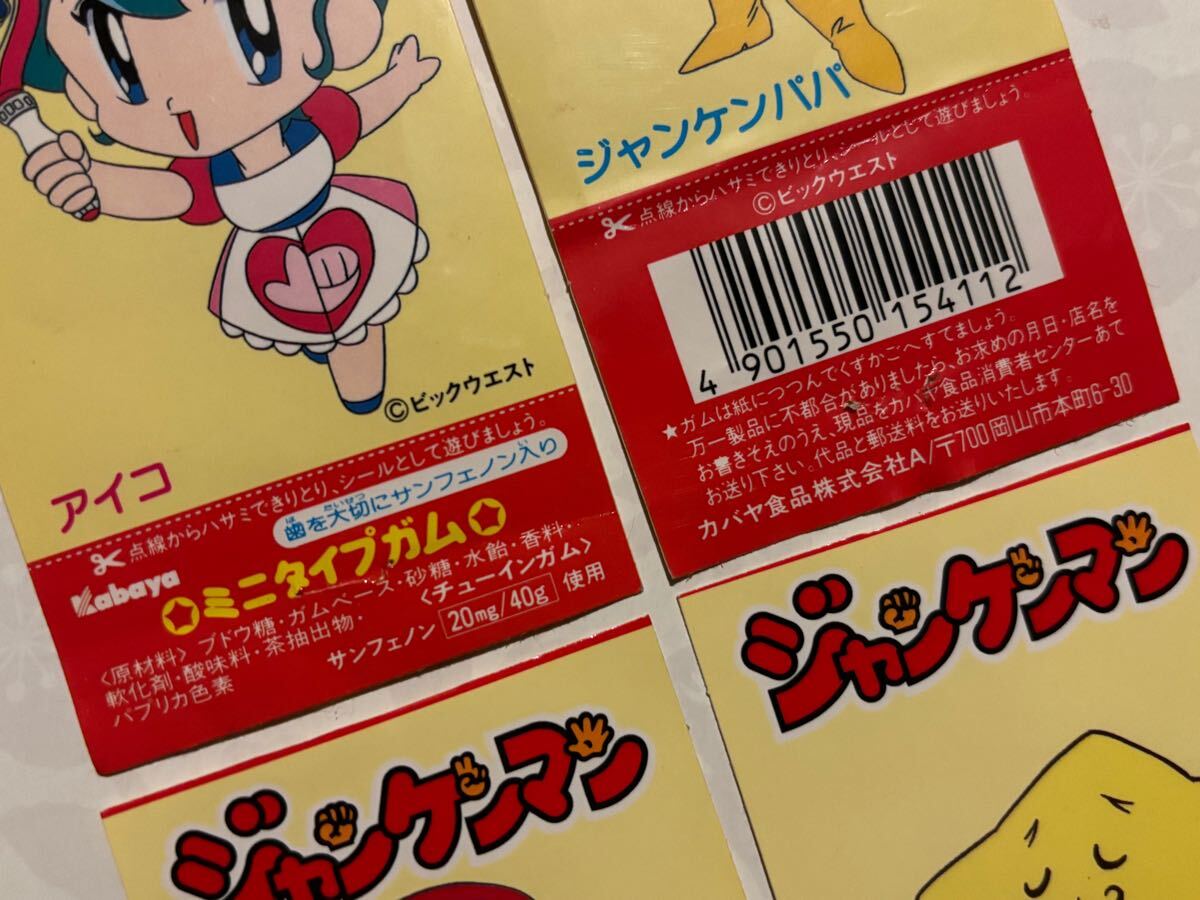 アイコ
©ビックウエスト
点線からハサミできりとり、シールとして遊びましょう。
は たいせつ い
歯を大切にサンフェノン入り
Kabaya
ミニタイプガム
〈原材料〉ブドウ糖・ガムベース・砂糖・水飴・香料・
軟化剤・酸味料・茶抽出物・〈チューインガム〉
パプリカ色素
サンフェノン 20mg/40g 使用
ジャンケンパパ
点線からハサミできりとり、シールとして遊びましょう。
©ビックウエスト
4 901550 154112
★ガムは紙につつんでくずかごへすてましょう。
万一製品に不都合がありましたら、お求めの月日・店名を
お書きそえのうえ、現品をカバヤ食品消費者センターあて
お送り下さい。代品と郵送料をお送りいたします。
カバヤ食品株式会社A/〒700岡山市本町6-30
ジャンケンマン
ジャンケンマン